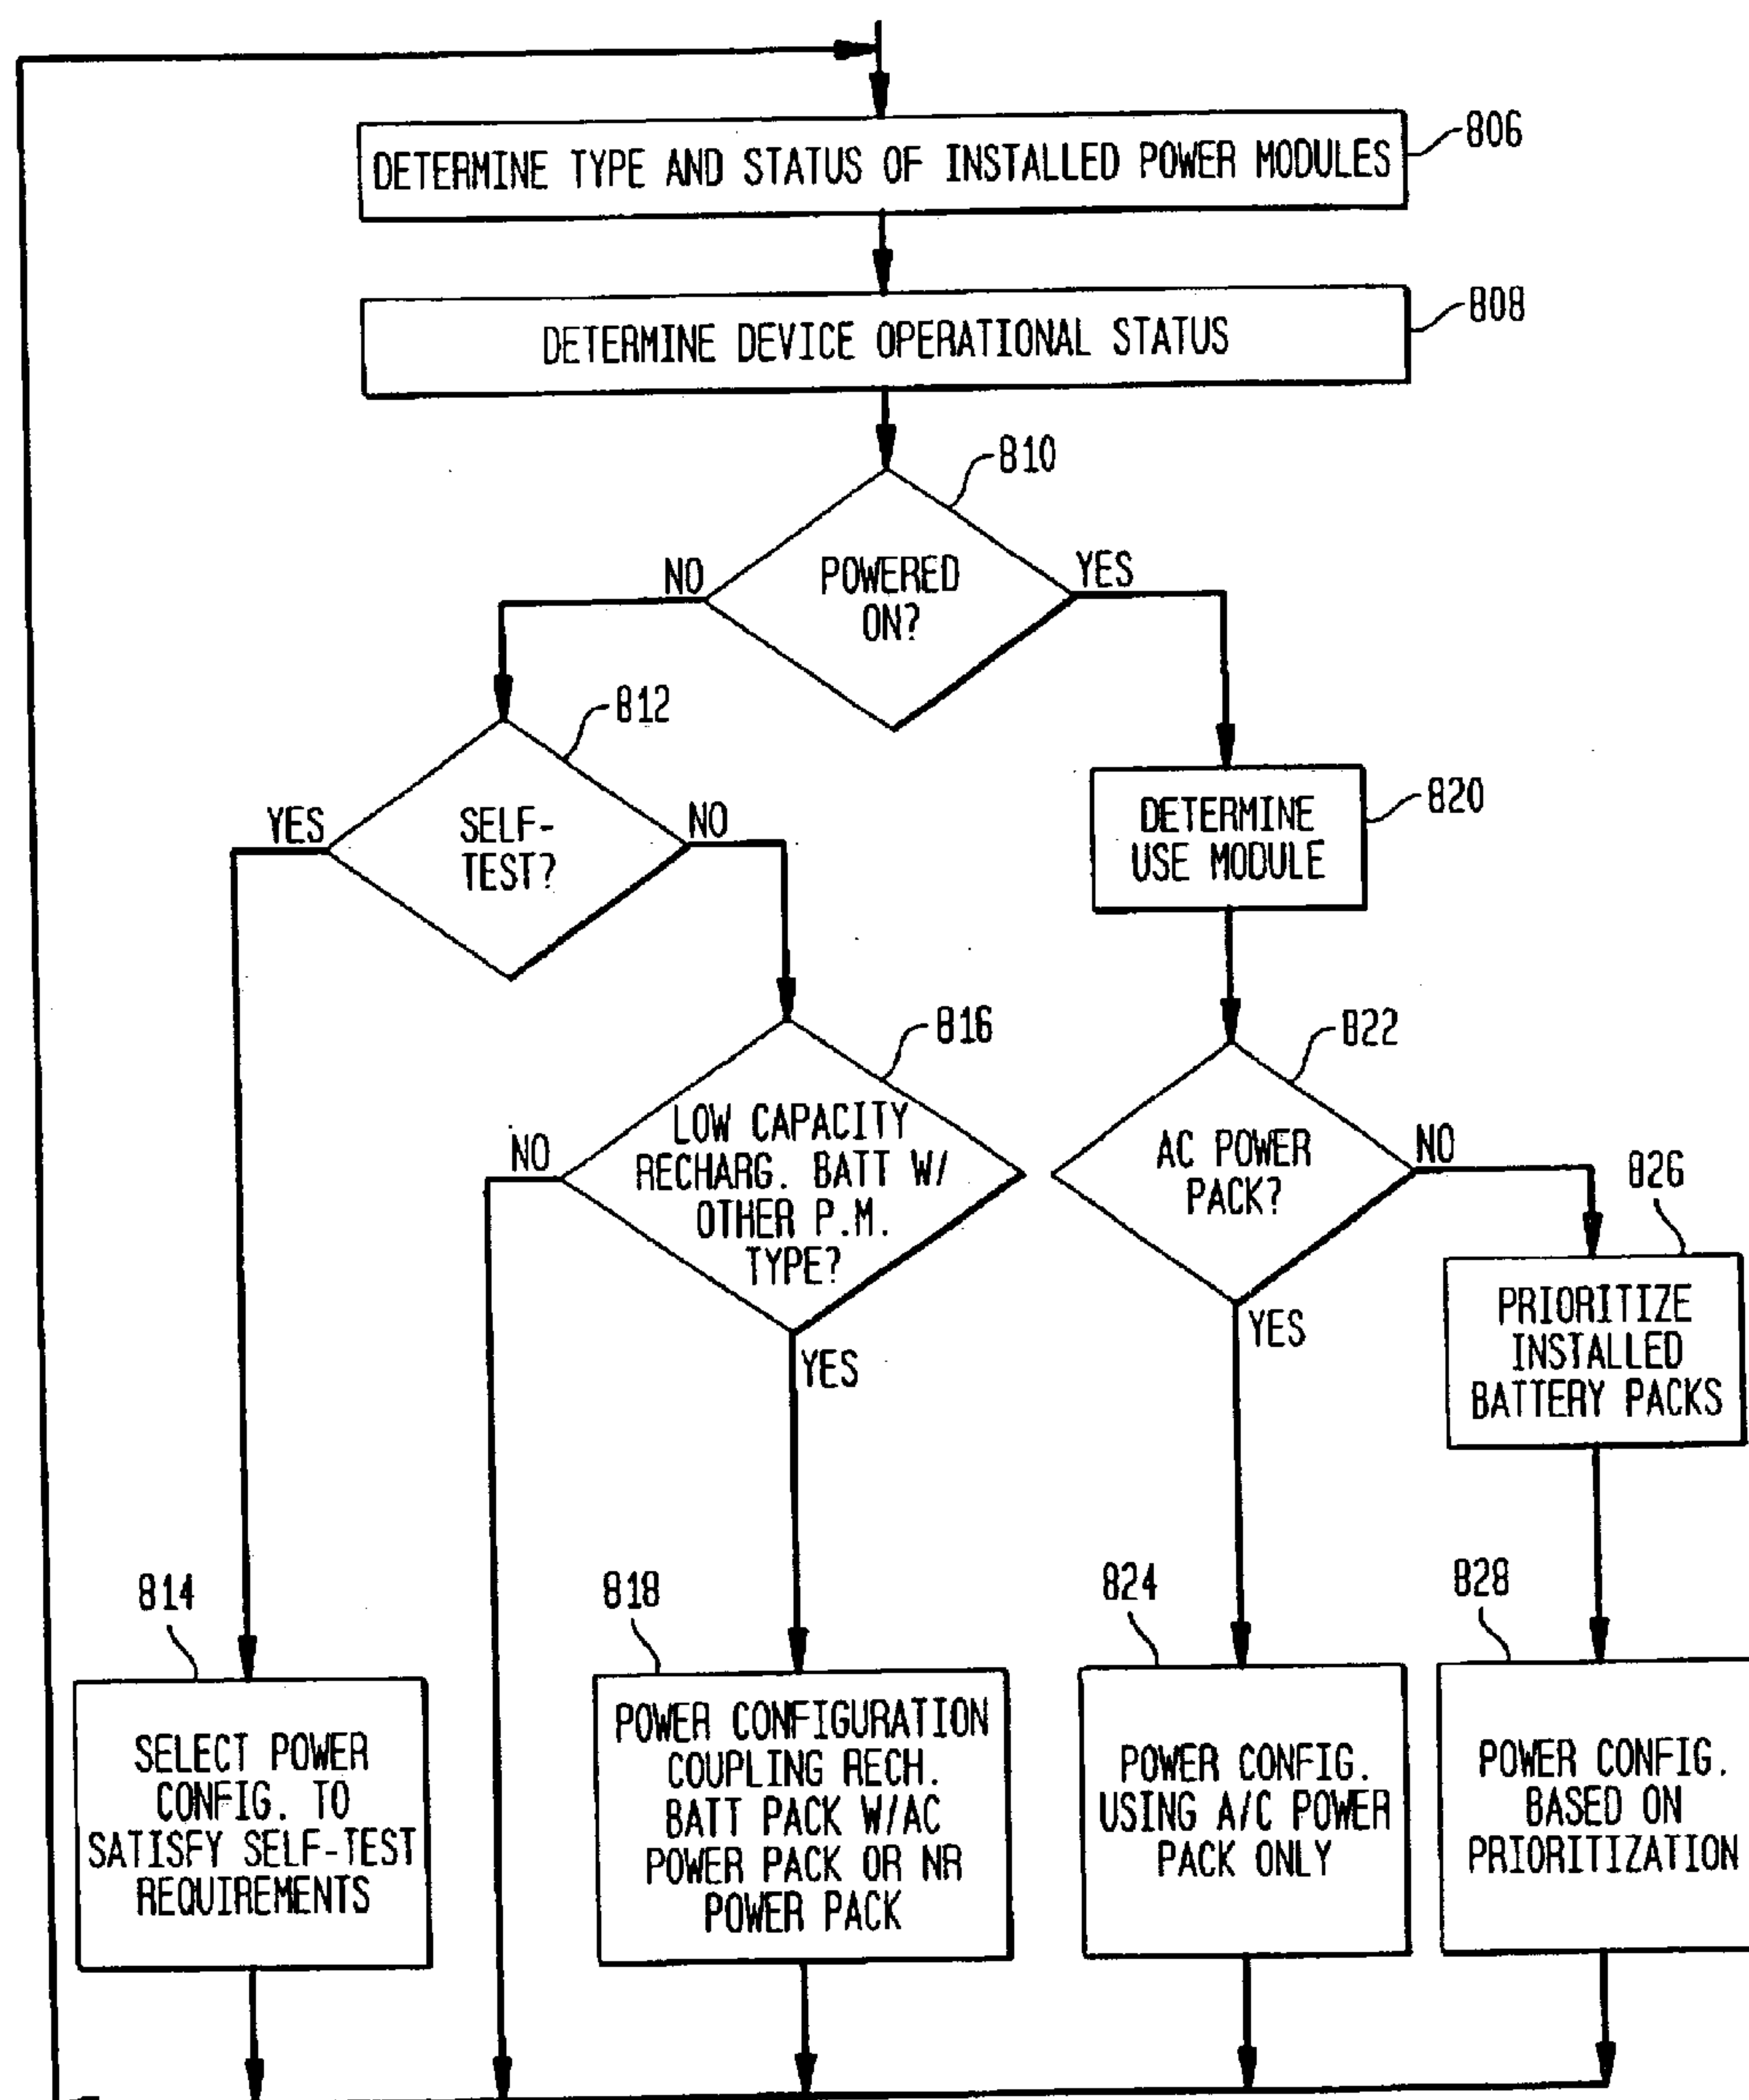 806
DETERMINE TYPE AND STATUS OF INSTALLED POWER MODULES
808
DETERMINE DEVICE OPERATIONAL STATUS
810
POWERED
ON?
NO
YES
812
SELF-
TEST?
YES
NO
820
DETERMINE
USE MODULE
816
LOW CAPACITY
RECHARG. BATT W/
OTHER P.M.
TYPE?
NO
YES
822
AC POWER
PACK?
NO
YES
826
PRIORITIZE
INSTALLED
BATTERY PACKS
814
SELECT POWER
CONFIG. TO
SATISFY SELF-TEST
REQUIREMENTS
818
POWER CONFIGURATION
COUPLING RECH.
BATT PACK W/AC
POWER PACK OR NR
POWER PACK
824
POWER CONFIG.
USING A/C POWER
PACK ONLY
828
POWER CONFIG.
BASED ON
PRIORITIZATION